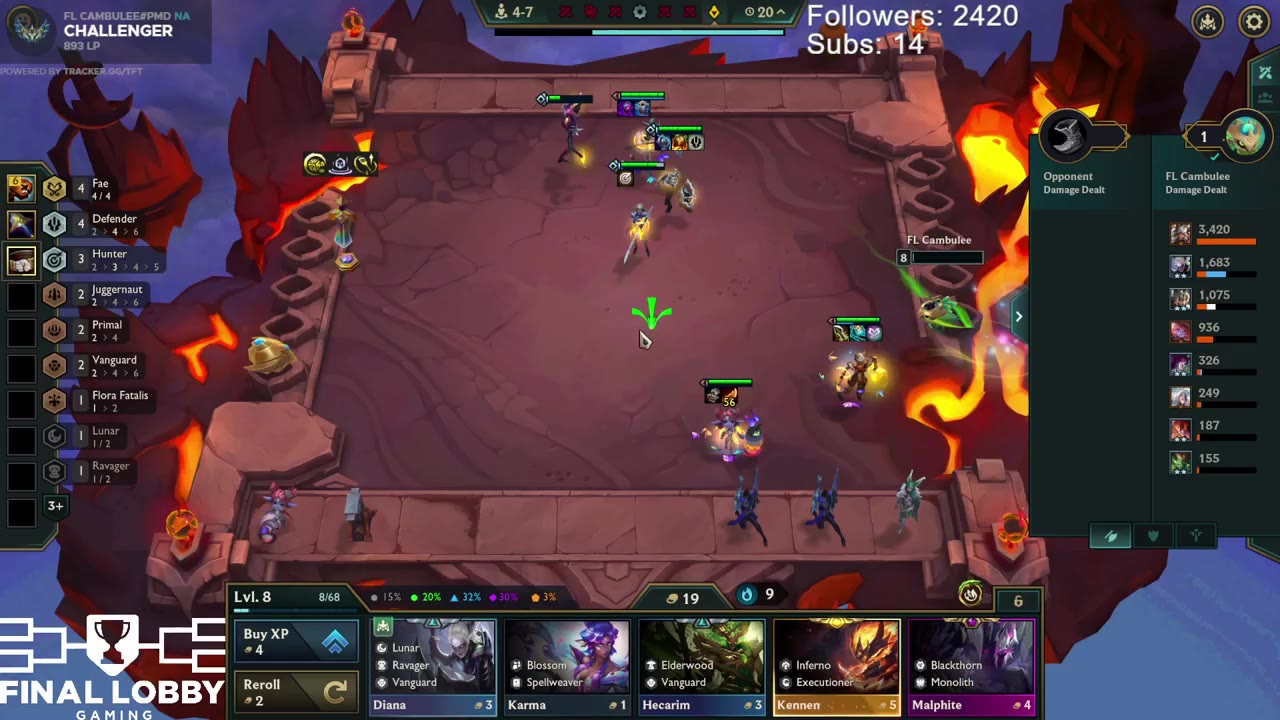 FL CAMBULEE#PMD NA
CHALLENGER
893 LP
POWERED BY TRACKER.GG/TFT
4-7
20
Followers: 2420
Subs: 14
6
4
Fae
4 / 4
4
Defender
2 > 4 > 6
3
Hunter
2 > 3 > 4 > 5
2
Juggernaut
2 > 4 > 6
2
Primal
2 > 4
2
Vanguard
2 > 4 > 6
1
Flora Fatalis
1 > 2
1
Lunar
1 / 2
1
Ravager
1 / 2
3+
FL Cambulee
8
56
1
Opponent
Damage Dealt
FL Cambulee
Damage Dealt
3,420
1,683
1,075
936
326
249
187
155
Lvl. 8
8/68
15%
20%
32%
30%
3%
19
9
6
Buy XP
4
Reroll
2
Lunar
Ravager
Vanguard
Diana
3
Blossom
Spellweaver
Karma
1
Elderwood
Vanguard
Hecarim
3
Inferno
Executioner
Kennen
5
Blackthorn
Monolith
Malphite
4
FINAL LOBBY
GAMING